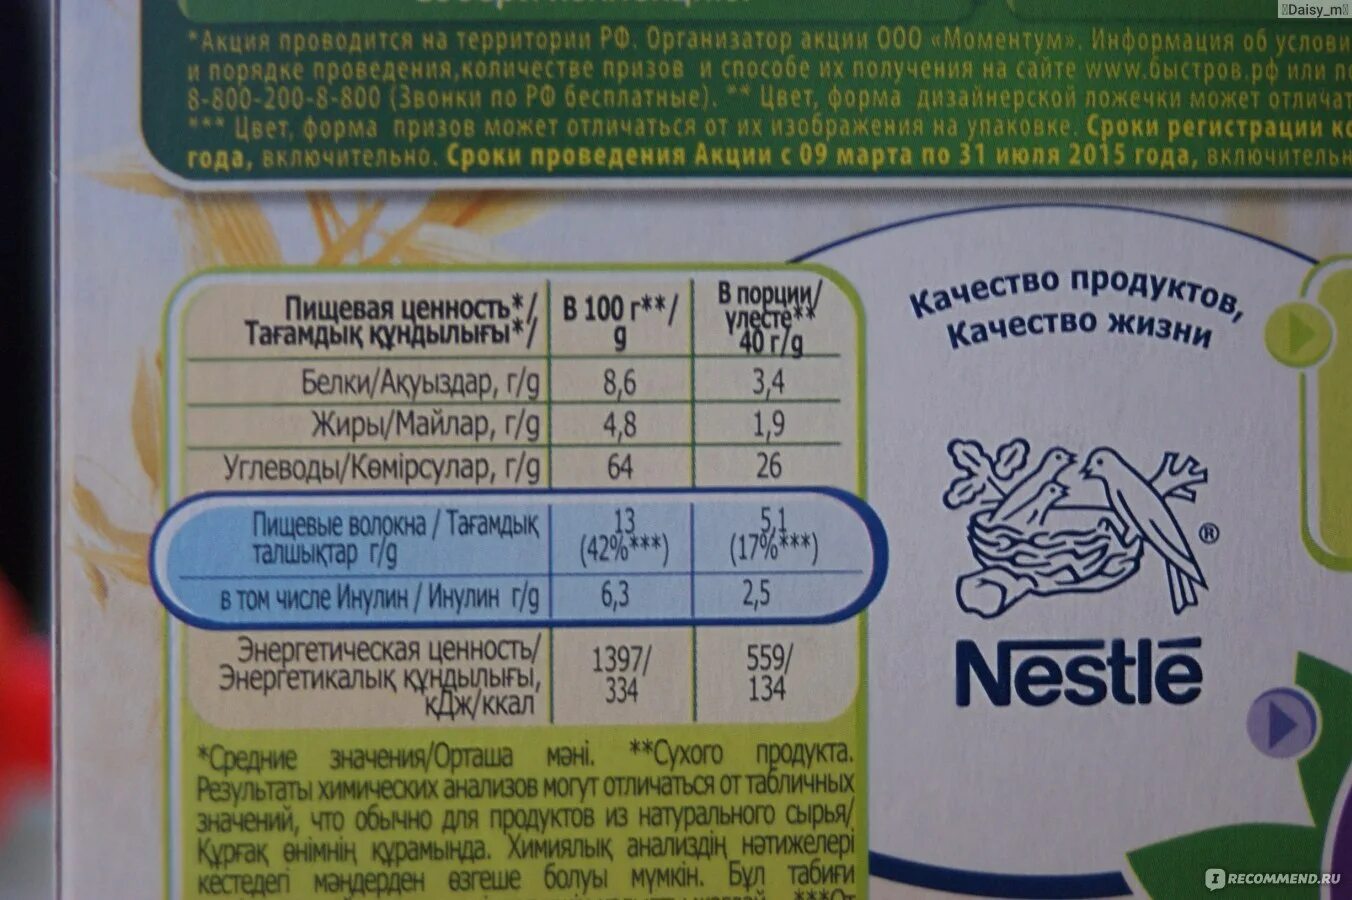 Daisy_m
*Акция проводится на территории РФ. Организатор акции ООО «Моментум». Информация об услови
и порядке проведения,количестве призов и способе их получения на сайте www.быстров.рф или по
8-800-200-8-800 (Звонки по РФ бесплатные). ** Цвет, форма дизайнерской ложечки может отличат
*** Цвет, форма призов может отличаться от их изображения на упаковке. Сроки регистрации ко
года, включительно. Сроки проведения Акции с 09 марта по 31 июля 2015 года, включительн
Пищевая ценность*/
Тағамдық құндылығы*/
В 100 г**/
g
В порции/
үлесте**
40 г/g
Белки/Ақуыздар, г/g 8,6 3,4
Жиры/Майлар, г/g 4,8 1,9
Углеводы/Көмірсулар, г/g 64 26
Пищевые волокна / Тағамдық
талшықтар г/g
13
(42%***)
5,1
(17%***)
в том числе Инулин / Инулин г/g 6,3 2,5
Энергетическая ценность/
Энергетикалық құндылығы,
кДж/ккал
1397/
334
559/
134
*Средние значения/Орташа мәні. **Сухого продукта.
Результаты химических анализов могут отличаться от табличных
значений, что обычно для продуктов из натурального сырья/
Құрғақ өнімнің құрамында. Химиялық анализдің нәтижелері
кестедегі мәндерден өзгеше болуы мүмкін. Бұл табиғи
***От
Качество продуктов,
Качество жизни
®
Nestlé
I RECOMMEND.RU